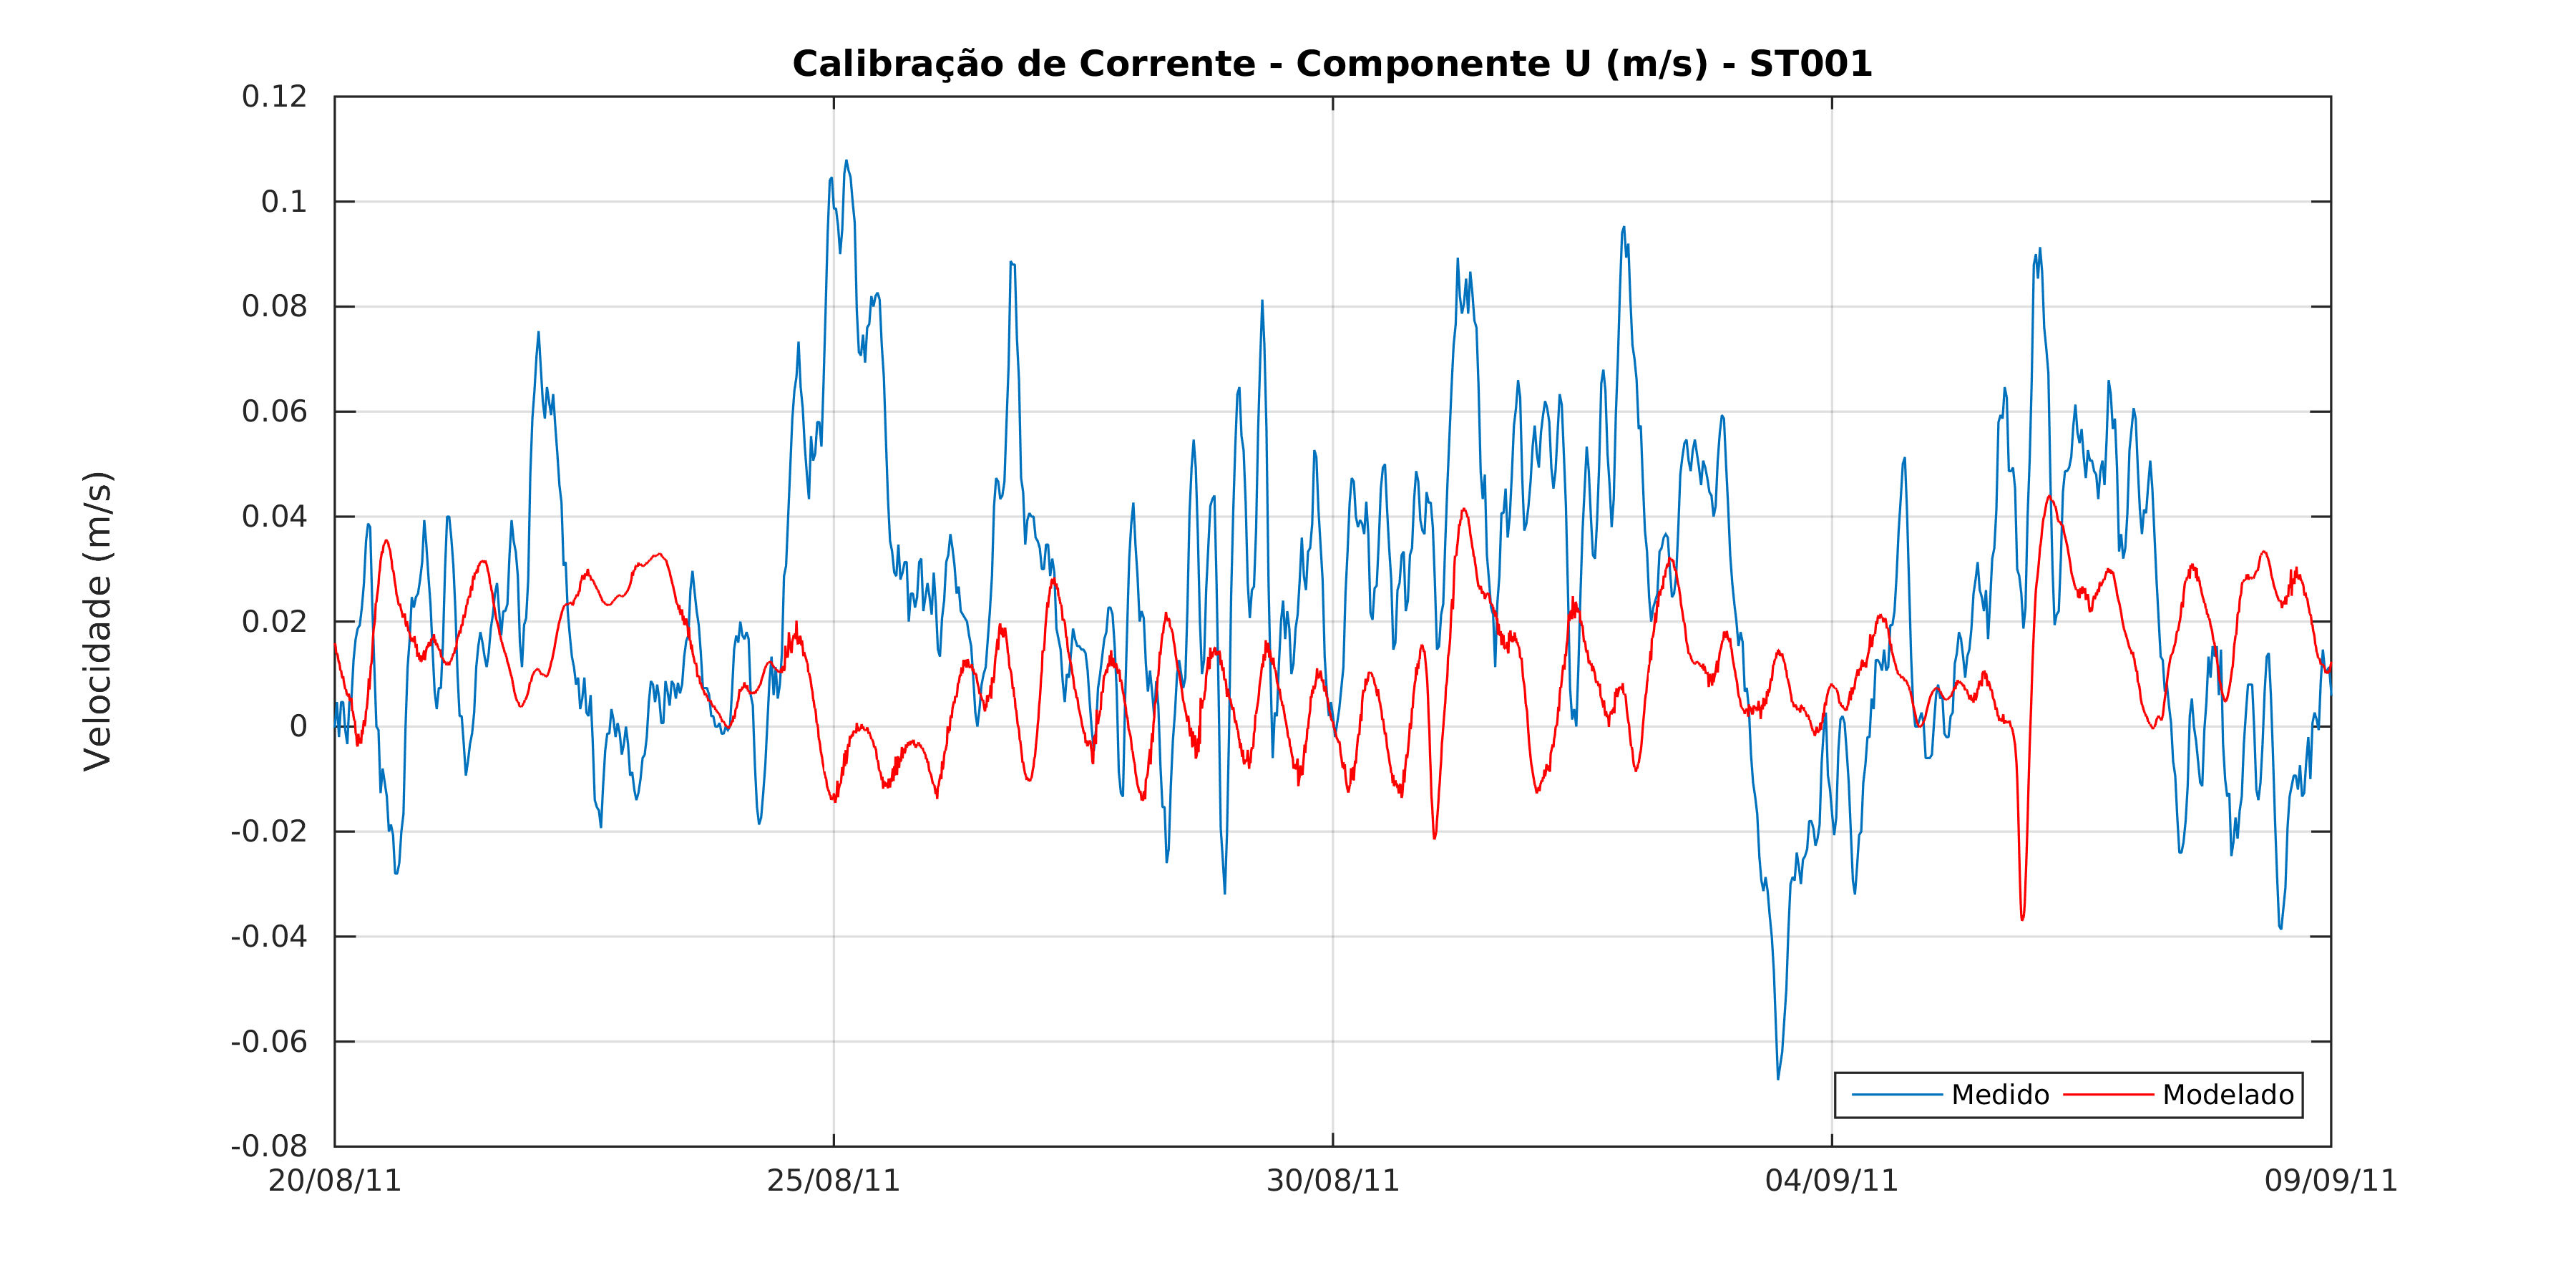 Calibração de Corrente - Componente U (m/s) - ST001
0.12
0.1
0.08
0.06
0.04
0.02
0
-0.02
-0.04
-0.06
-0.08
Velocidade (m/s)
Medido Modelado
20/08/11 25/08/11 30/08/11 04/09/11 09/09/11